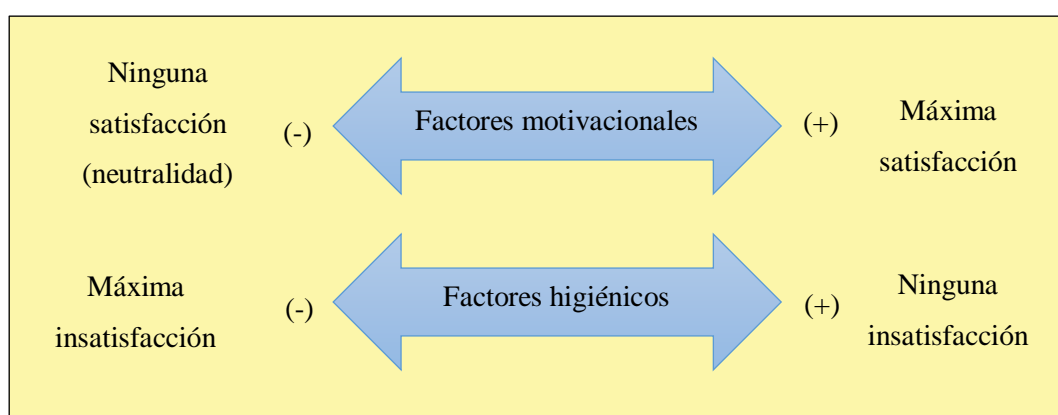 Ninguna
satisfacción
(neutralidad)
(-)
Factores motivacionales
(+)
Máxima
satisfacción
Máxima
insatisfacción
(-)
Factores higiénicos
(+)
Ninguna
insatisfacción